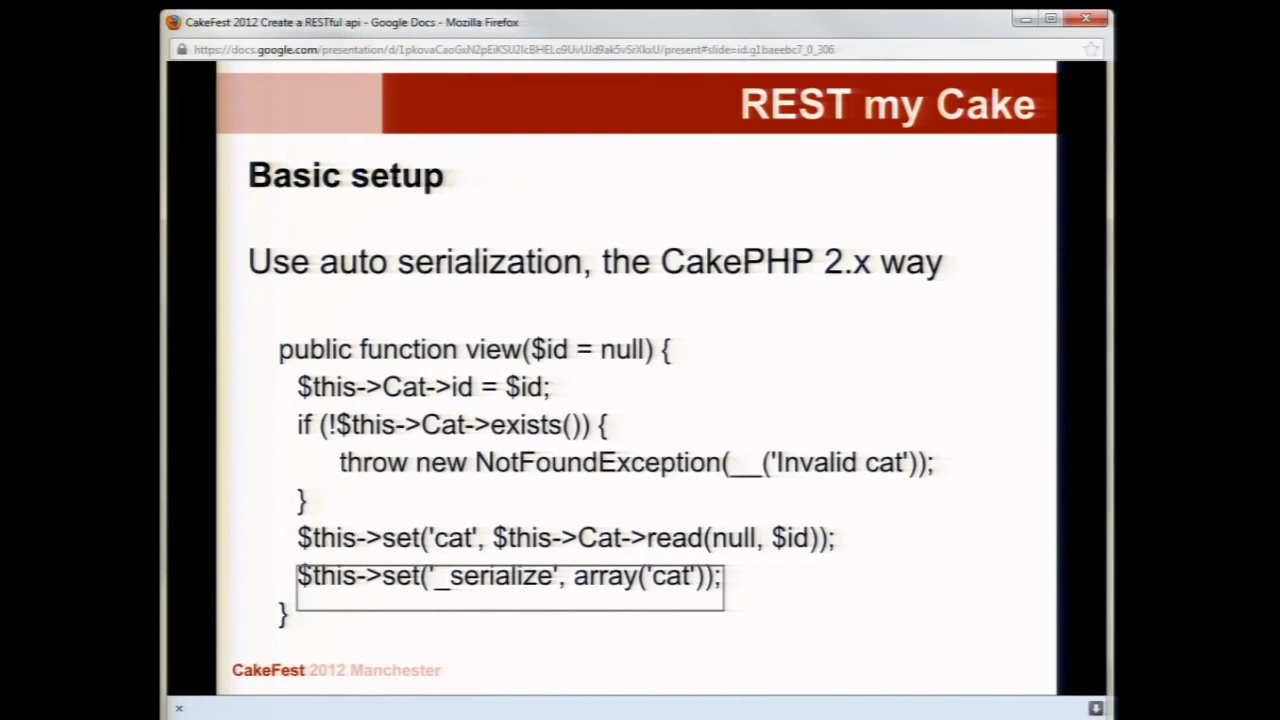 CakeFest 2012 Create a RESTful api - Google Docs - Mozilla Firefox
REST my Cake
Basic setup
Use auto serialization, the CakePHP 2.x way
public function view($id = null) {
$this->Cat->id = $id;
if (!$this->Cat->exists()) {
throw new NotFoundException(__('Invalid cat'));
}
$this->set('cat', $this->Cat->read(null, $id));
$this->set('_serialize', array('cat'));
}
CakeFest 2012 Manchester